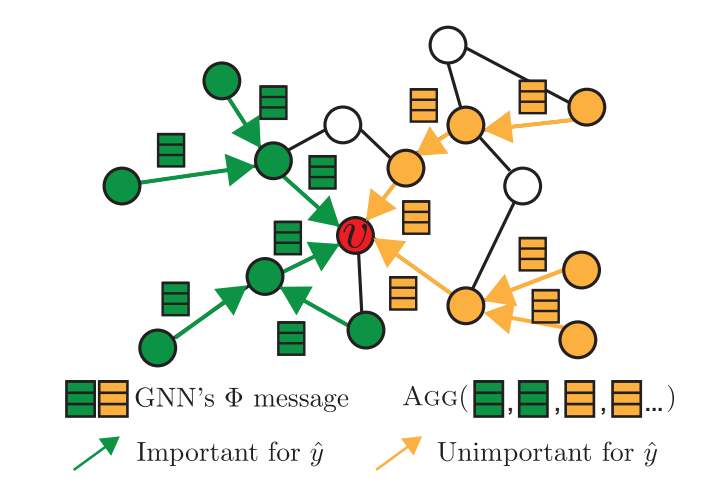 v
GNN's Φ message
AGG( , , , ...)
Important for ŷ
Unimportant for ŷ